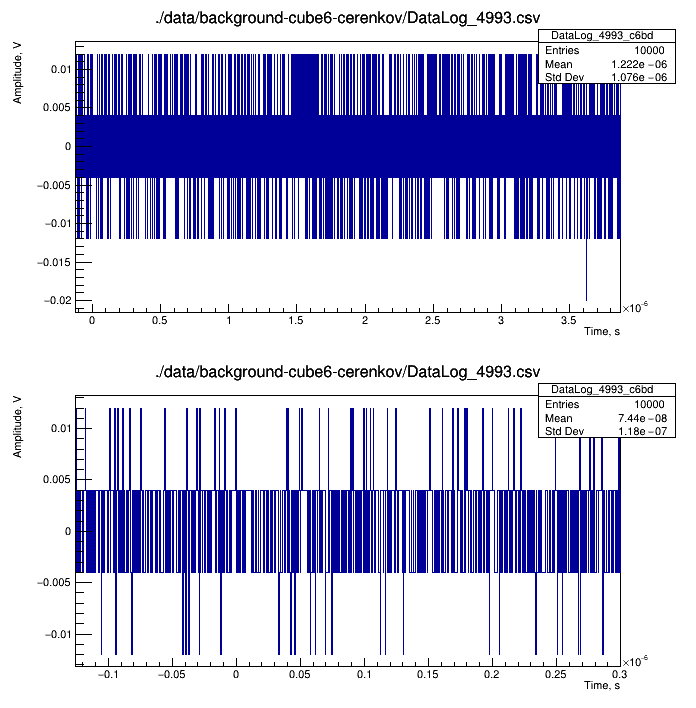 ./data/background-cube6-cerenkov/DataLog_4993.csv
Amplitude, V
DataLog_4993_c6bd
Entries 10000
Mean 1.222e−06
Std Dev 1.076e−06
0.01
0.005
0
−0.005
−0.01
−0.015
−0.02
0 0.5 1 1.5 2 2.5 3 3.5
×10⁻⁶
Time, s
./data/background-cube6-cerenkov/DataLog_4993.csv
Amplitude, V
DataLog_4993_c6bd
Entries 10000
Mean 7.44e−08
Std Dev 1.18e−07
0.01
0.005
0
−0.005
−0.01
−0.1 −0.05 0 0.05 0.1 0.15 0.2 0.25 0.3
×10⁻⁶
Time, s